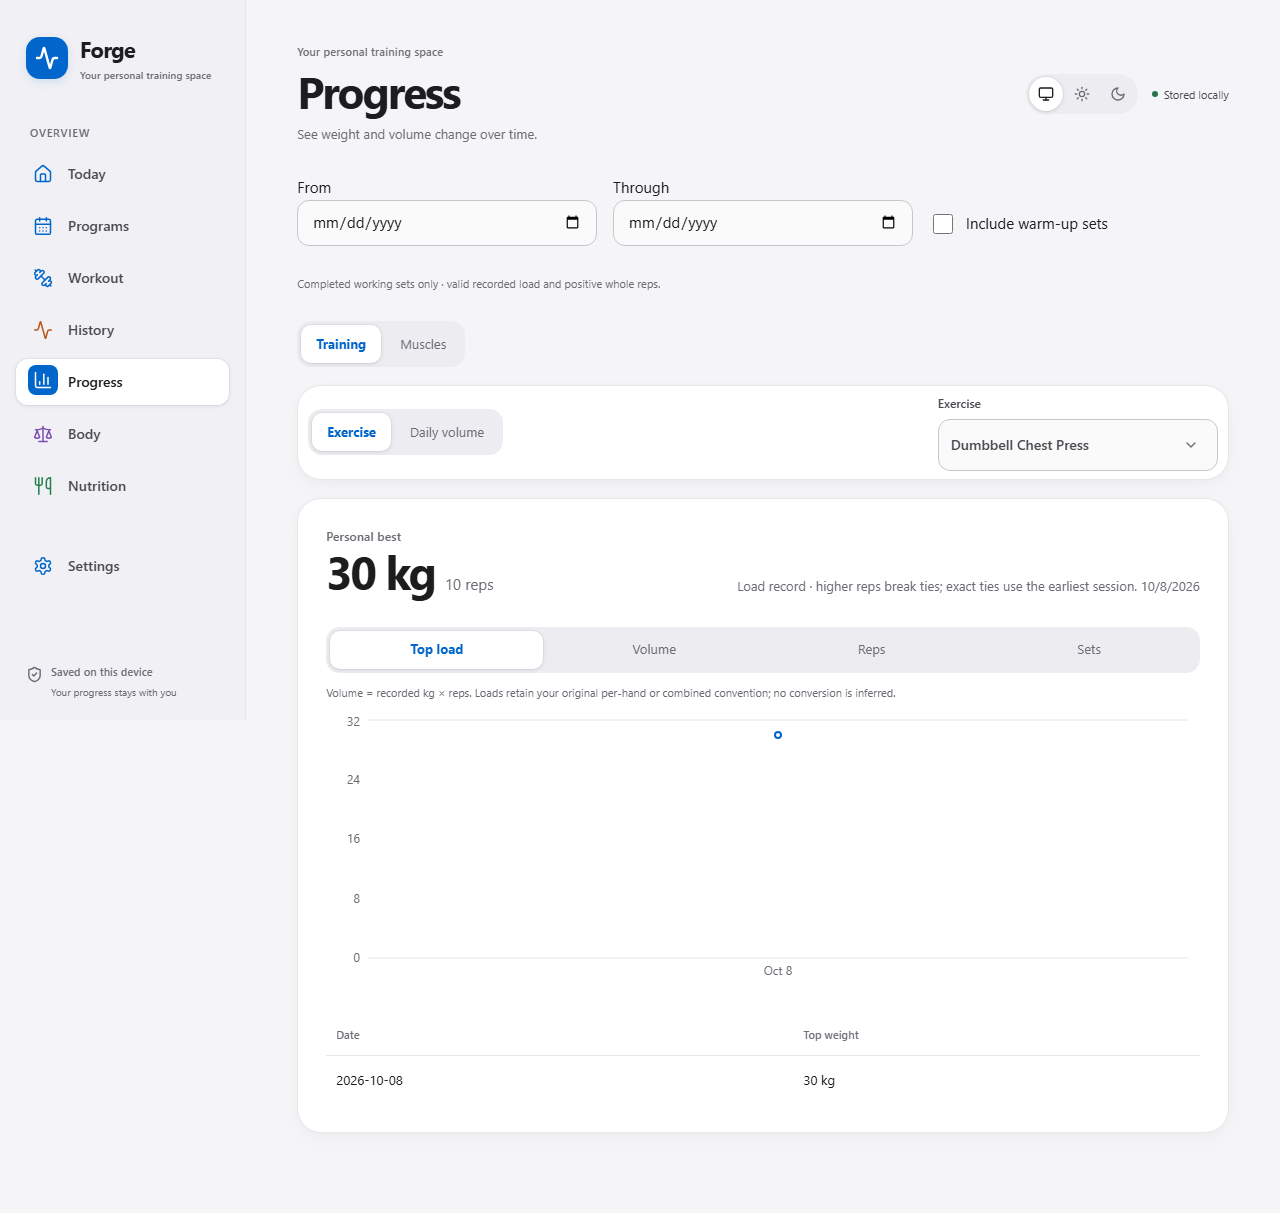 Forge
Your personal training space
OVERVIEW
Today
Programs
Workout
History
Progress
Body
Nutrition
Settings
Saved on this device
Your progress stays with you
Your personal training space
Progress
See weight and volume change over time.
Stored locally
From
Through
mm/dd/yyyy
mm/dd/yyyy
Include warm-up sets
Completed working sets only · valid recorded load and positive whole reps.
Training
Muscles
Exercise
Daily volume
Exercise
Dumbbell Chest Press
Personal best
30 kg 10 reps
Load record · higher reps break ties; exact ties use the earliest session. 10/8/2026
Top load
Volume
Reps
Sets
Volume = recorded kg × reps. Loads retain your original per-hand or combined convention; no conversion is inferred.
32
24
16
8
0
Oct 8
Date
Top weight
2026-10-08
30 kg